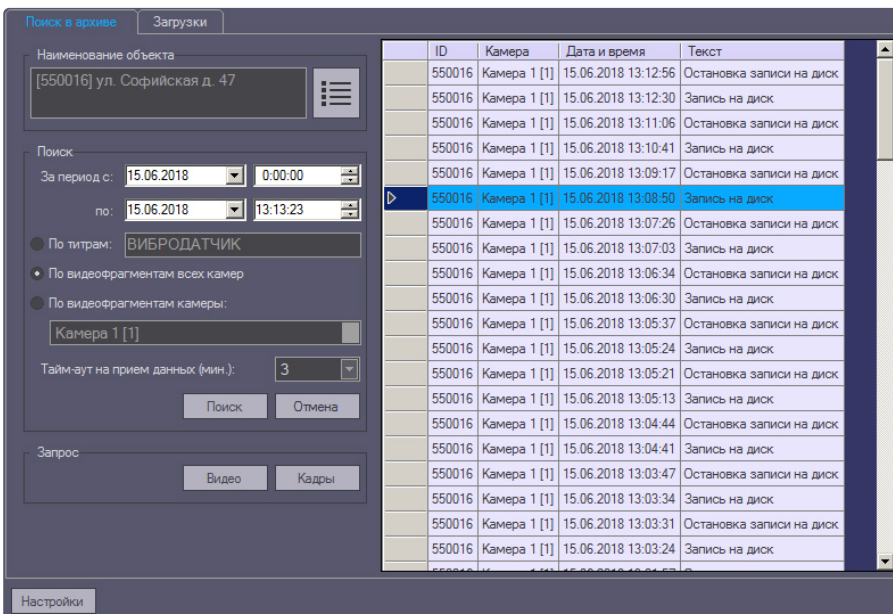 Поиск в архиве Загрузки
Наименование объекта
[550016] ул. Софийская д. 47
Поиск
За период с: 15.06.2018 0:00:00
по: 15.06.2018 13:13:23
По титрам: ВИБРОДАТЧИК
По видеофрагментам всех камер
По видеофрагментам камеры:
Камера 1 [1]
Тайм-аут на прием данных (мин.): 3
Поиск Отмена
Запрос
Видео Кадры
ID Камера Дата и время Текст
550016 Камера 1 [1] 15.06.2018 13:12:56 Остановка записи на диск
550016 Камера 1 [1] 15.06.2018 13:12:30 Запись на диск
550016 Камера 1 [1] 15.06.2018 13:11:06 Остановка записи на диск
550016 Камера 1 [1] 15.06.2018 13:10:41 Запись на диск
550016 Камера 1 [1] 15.06.2018 13:09:17 Остановка записи на диск
550016 Камера 1 [1] 15.06.2018 13:08:50 Запись на диск
550016 Камера 1 [1] 15.06.2018 13:07:26 Остановка записи на диск
550016 Камера 1 [1] 15.06.2018 13:07:03 Запись на диск
550016 Камера 1 [1] 15.06.2018 13:06:34 Остановка записи на диск
550016 Камера 1 [1] 15.06.2018 13:06:30 Запись на диск
550016 Камера 1 [1] 15.06.2018 13:05:37 Остановка записи на диск
550016 Камера 1 [1] 15.06.2018 13:05:24 Запись на диск
550016 Камера 1 [1] 15.06.2018 13:05:21 Остановка записи на диск
550016 Камера 1 [1] 15.06.2018 13:05:13 Запись на диск
550016 Камера 1 [1] 15.06.2018 13:04:44 Остановка записи на диск
550016 Камера 1 [1] 15.06.2018 13:04:41 Запись на диск
550016 Камера 1 [1] 15.06.2018 13:03:47 Остановка записи на диск
550016 Камера 1 [1] 15.06.2018 13:03:34 Запись на диск
550016 Камера 1 [1] 15.06.2018 13:03:31 Остановка записи на диск
550016 Камера 1 [1] 15.06.2018 13:03:24 Запись на диск
Настройки